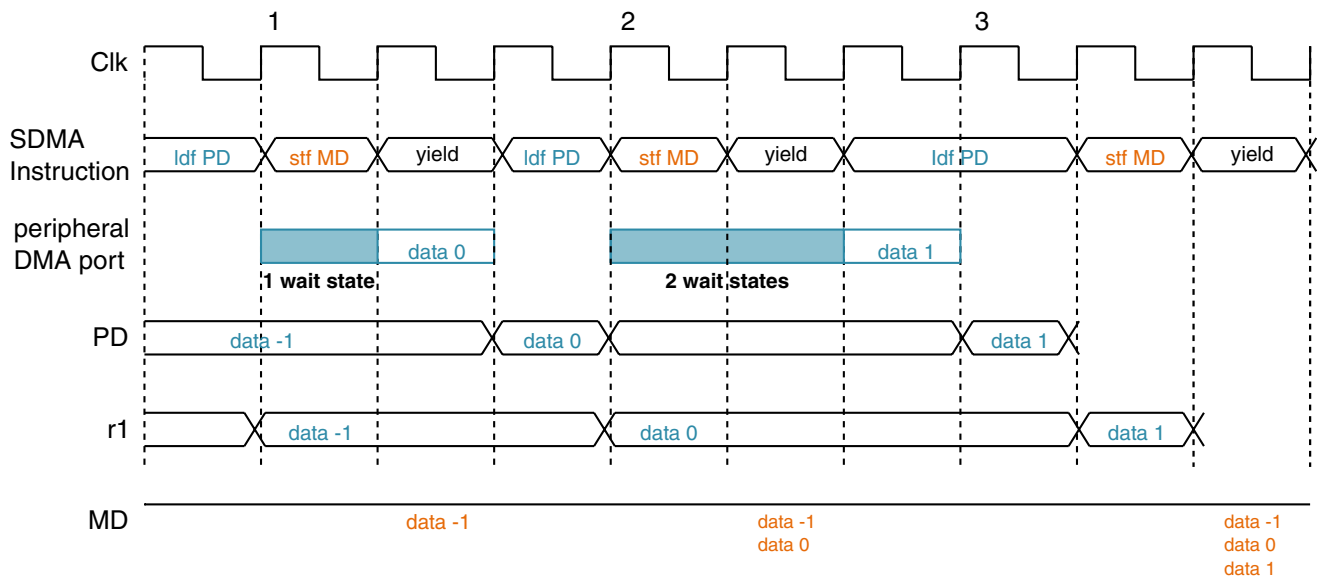 1 2 3
Clk
SDMA
Instruction
ldf PD stf MD yield ldf PD stf MD yield ldf PD stf MD yield
peripheral
DMA port
data 0 data 1
1 wait state 2 wait states
PD data -1 data 0 data 1
r1 data -1 data 0 data 1
MD data -1 data -1 data -1
data 0 data 0
data 1